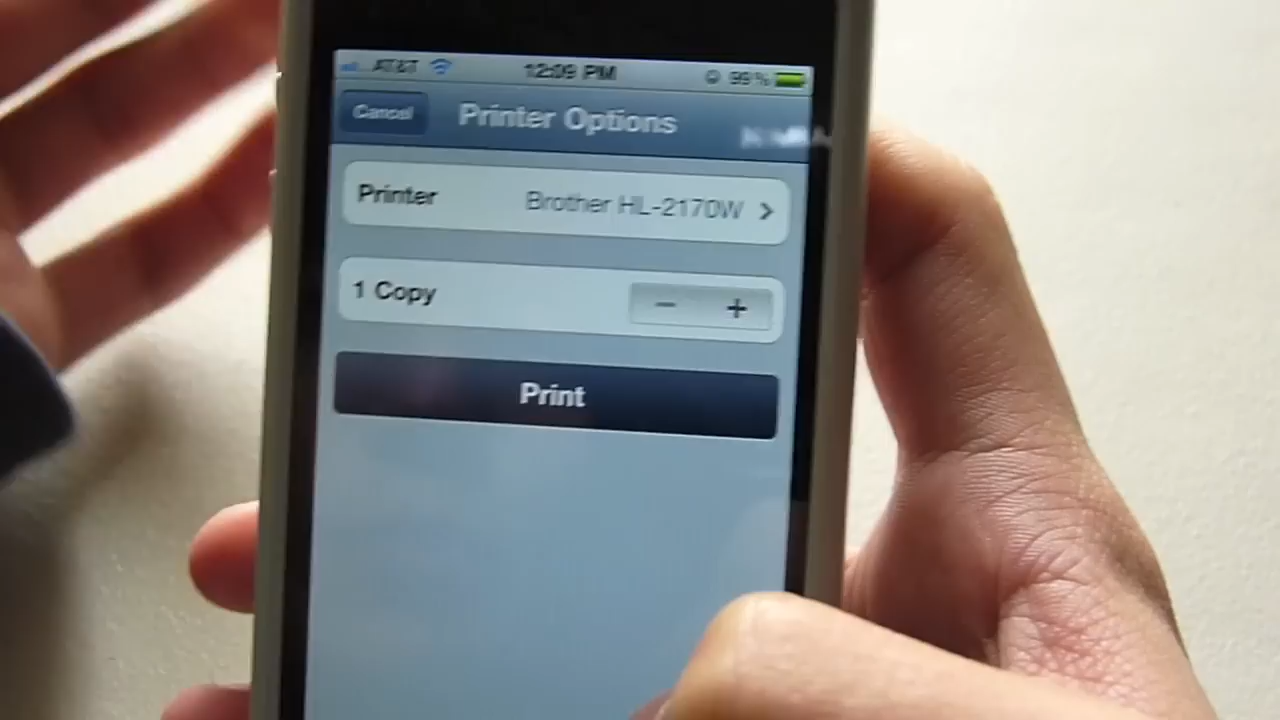 AT&T 12:09 PM 99%
Cancel Printer Options
Printer Brother HL-2170W
1 Copy - +
Print